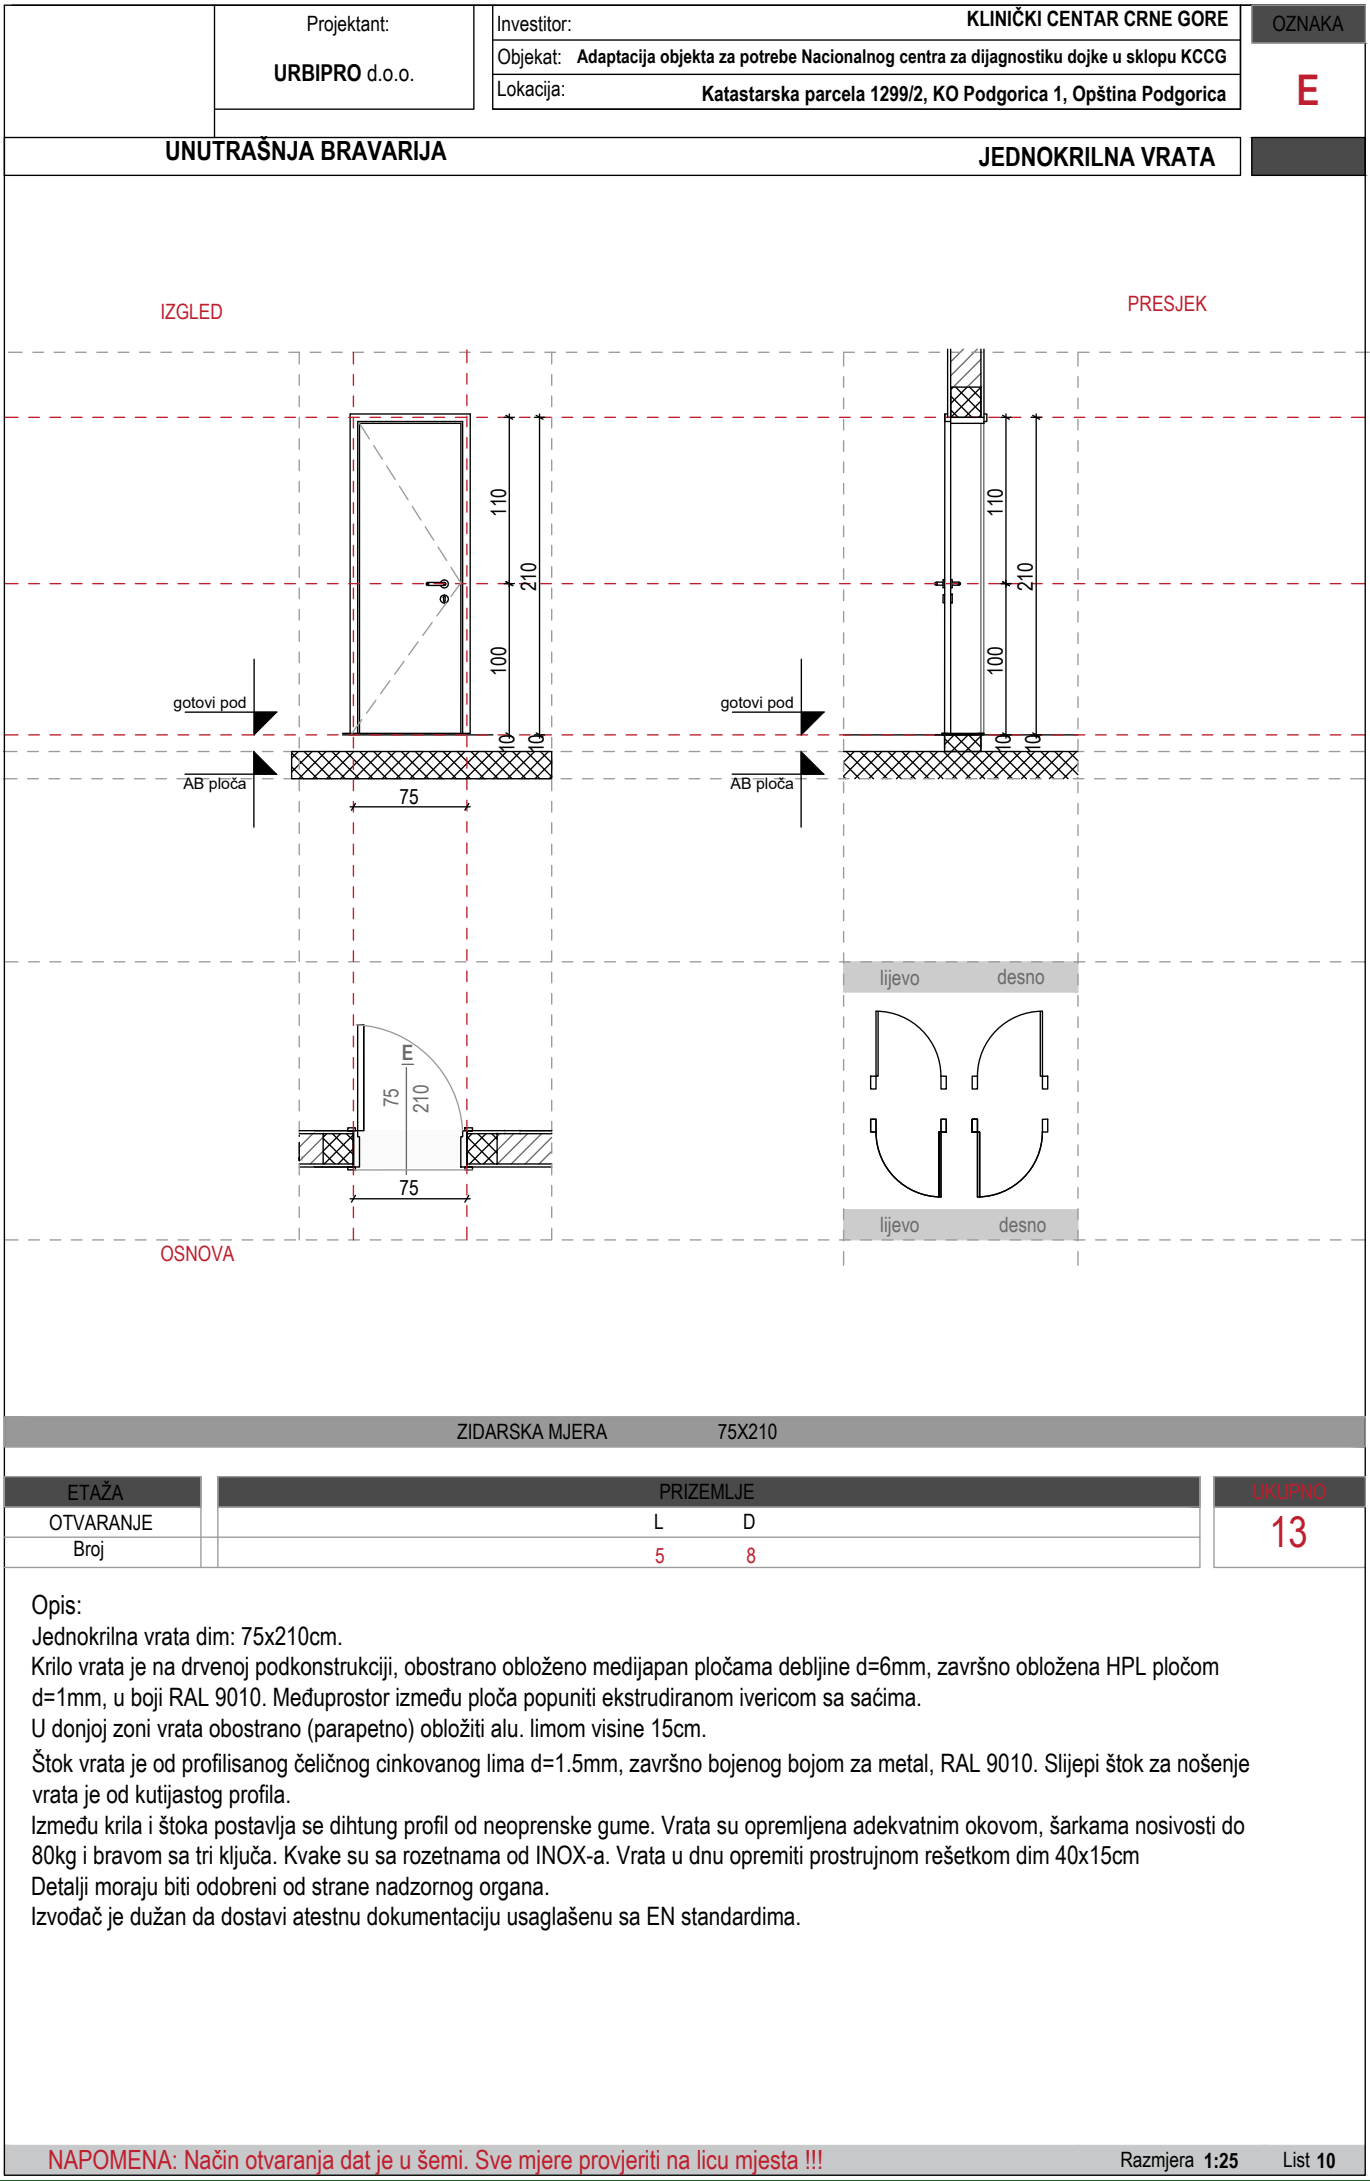 Projektant:
URBIPRO d.o.o.
Investitor: KLINIČKI CENTAR CRNE GORE
Objekat: Adaptacija objekta za potrebe Nacionalnog centra za dijagnostiku dojke u sklopu KCCG
Lokacija: Katastarska parcela 1299/2, KO Podgorica 1, Opština Podgorica
OZNAKA
E
UNUTRAŠNJA BRAVARIJA JEDNOKRILNA VRATA
IZGLED
PRESJEK
110
210
100
10
10
gotovi pod
AB ploča
75
110
210
100
10
10
gotovi pod
AB ploča
lijevo desno
E
75
210
75
lijevo desno
OSNOVA
ZIDARSKA MJERA 75X210
ETAŽA PRIZEMLJE UKUPNO
OTVARANJE L D 13
Broj 5 8
Opis:
Jednokrilna vrata dim: 75x210cm.
Krilo vrata je na drvenoj podkonstrukciji, obostrano obloženo medijapan pločama debljine d=6mm, završno obložena HPL pločom
d=1mm, u boji RAL 9010. Međuprostor između ploča popuniti ekstrudiranom ivericom sa saćima.
U donjoj zoni vrata obostrano (parapetno) obložiti alu. limom visine 15cm.
Štok vrata je od profilisanog čeličnog cinkovanog lima d=1.5mm, završno bojenog bojom za metal, RAL 9010. Slijepi štok za nošenje
vrata je od kutijastog profila.
Između krila i štoka postavlja se dihtung profil od neoprenske gume. Vrata su opremljena adekvatnim okovom, šarkama nosivosti do
80kg i bravom sa tri ključa. Kvake su sa rozetnama od INOX-a. Vrata u dnu opremiti prostrujnom rešetkom dim 40x15cm
Detalji moraju biti odobreni od strane nadzornog organa.
Izvođač je dužan da dostavi atestnu dokumentaciju usaglašenu sa EN standardima.
NAPOMENA: Način otvaranja dat je u šemi. Sve mjere provjeriti na licu mjesta !!! Razmjera 1:25 List 10